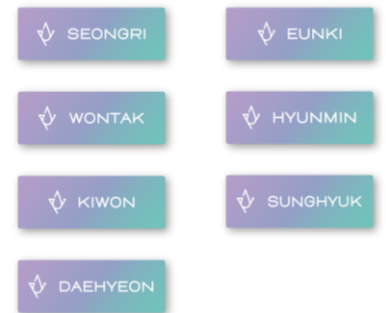 SEONGRI
EUNKI
WONTAK
HYUNMIN
KIWON
SUNGHYUK
DAEHYEON